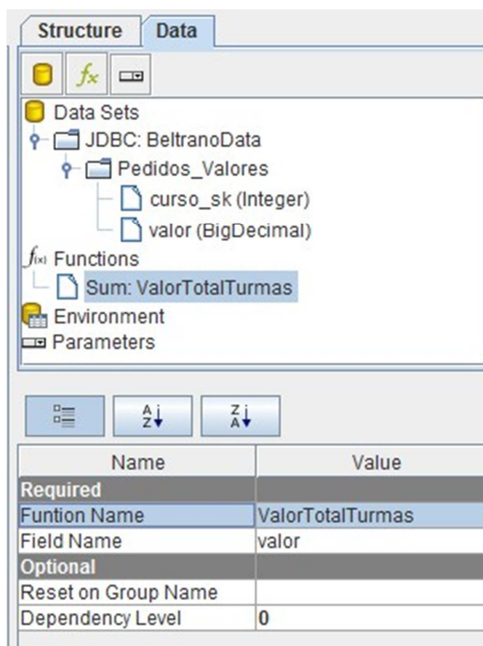 Structure Data
Data Sets
JDBC: BeltranoData
Pedidos_Valores
curso_sk (Integer)
valor (BigDecimal)
Functions
Sum: ValorTotalTurmas
Environment
Parameters
Name Value
Required
Funtion Name ValorTotalTurmas
Field Name valor
Optional
Reset on Group Name
Dependency Level 0